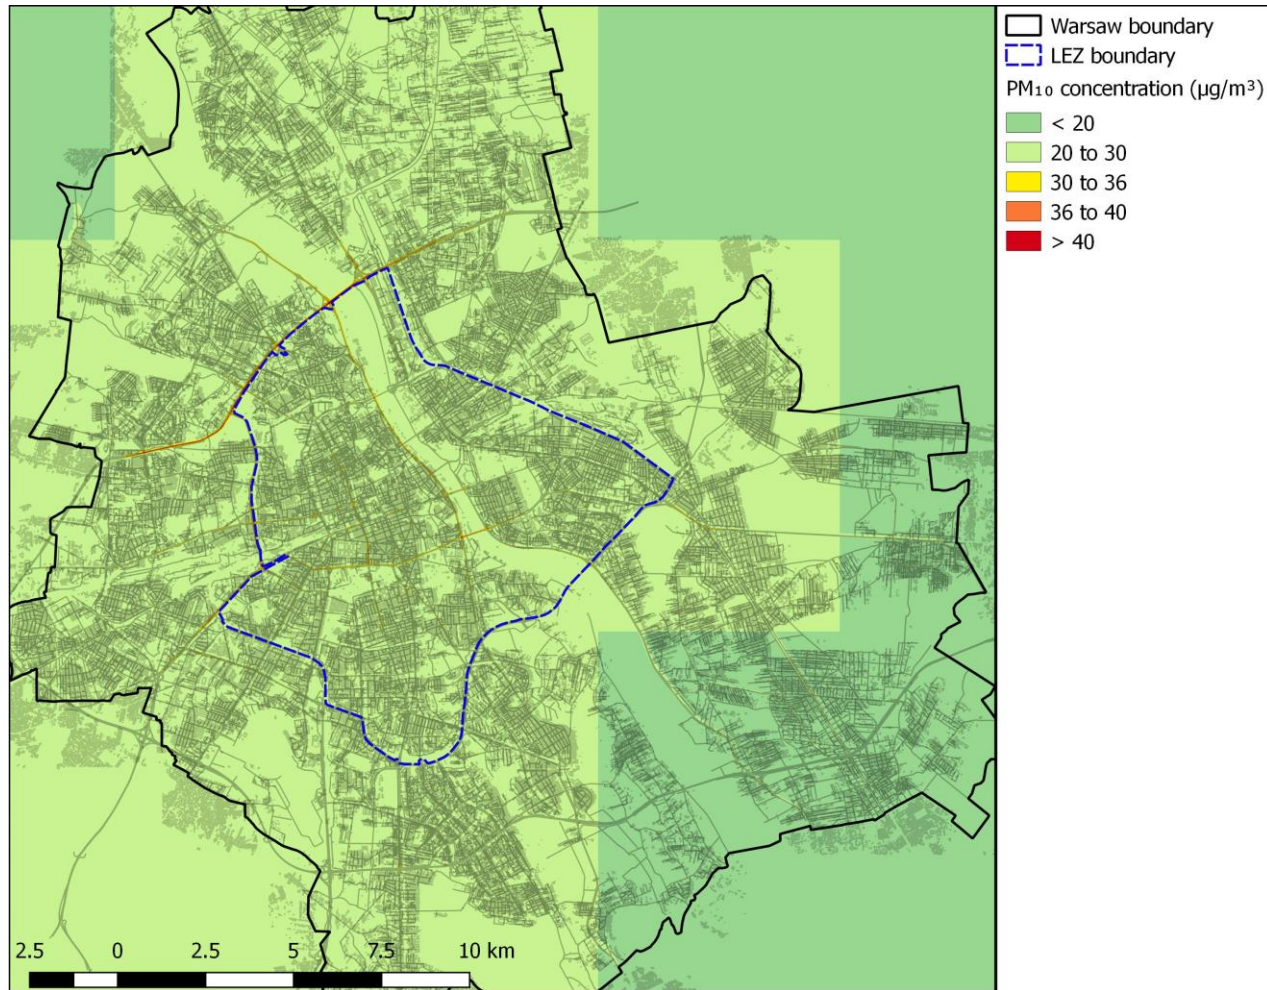 Warsaw boundary
LEZ boundary
PM₁₀ concentration (µg/m³)
< 20
20 to 30
30 to 36
36 to 40
> 40
2.5 0 2.5 5 7.5 10 km